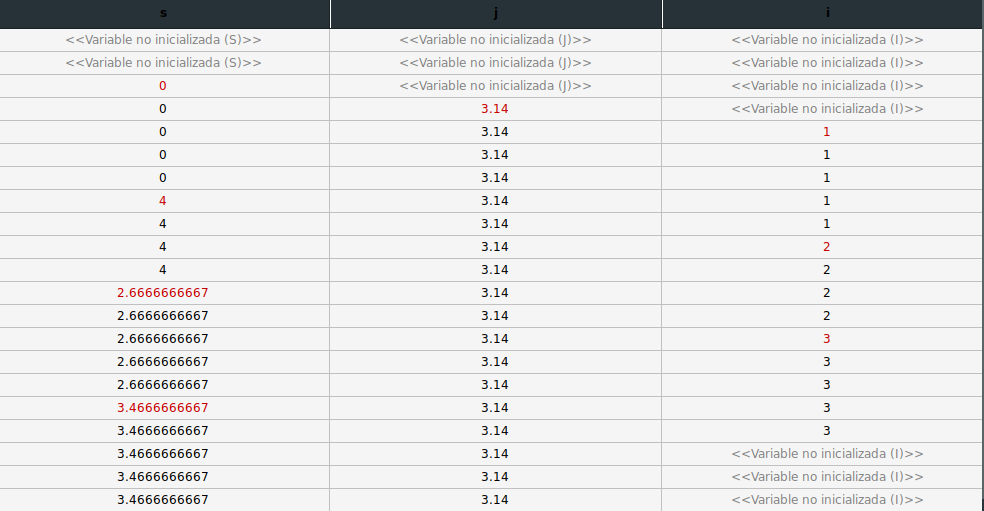 s j i
<<Variable no inicializada (S)>> <<Variable no inicializada (J)>> <<Variable no inicializada (I)>>
<<Variable no inicializada (S)>> <<Variable no inicializada (J)>> <<Variable no inicializada (I)>>
0 <<Variable no inicializada (J)>> <<Variable no inicializada (I)>>
0 3.14 <<Variable no inicializada (I)>>
0 3.14 1
0 3.14 1
0 3.14 1
4 3.14 1
4 3.14 1
4 3.14 2
4 3.14 2
2.6666666667 3.14 2
2.6666666667 3.14 2
2.6666666667 3.14 3
2.6666666667 3.14 3
2.6666666667 3.14 3
3.4666666667 3.14 3
3.4666666667 3.14 3
3.4666666667 3.14 <<Variable no inicializada (I)>>
3.4666666667 3.14 <<Variable no inicializada (I)>>
3.4666666667 3.14 <<Variable no inicializada (I)>>